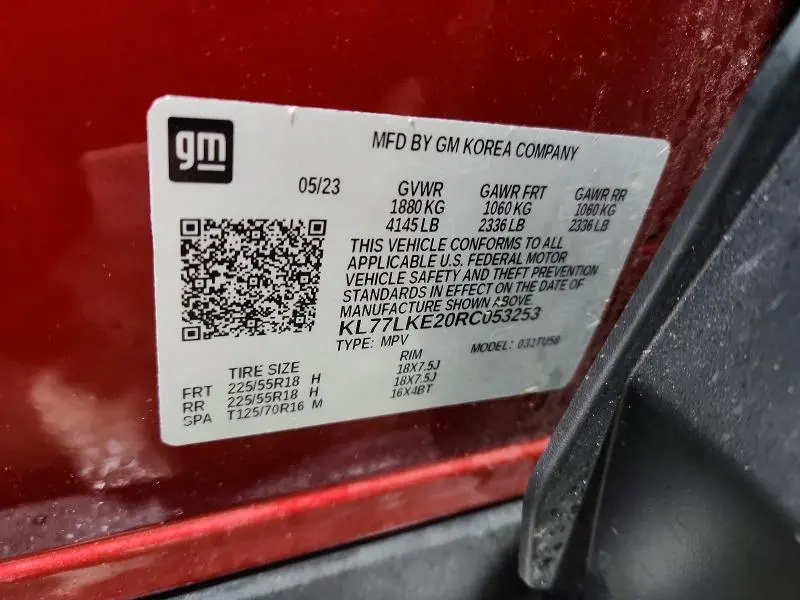 gm
MFD BY GM KOREA COMPANY
05/23 GVWR GAWR FRT GAWR RR
1880 KG 1060 KG 1060 KG
4145 LB 2336 LB 2336 LB
THIS VEHICLE CONFORMS TO ALL
APPLICABLE U.S. FEDERAL MOTOR
VEHICLE SAFETY AND THEFT PREVENTION
STANDARDS IN EFFECT ON THE DATE OF
MANUFACTURE SHOWN ABOVE.
KL77LKE20RC053253
TYPE: MPV MODEL: 031TU58
TIRE SIZE RIM
FRT 225/55R18 H 18X7.5J
RR 225/55R18 H 18X7.5J
SPA T125/70R16 M 16X4BT